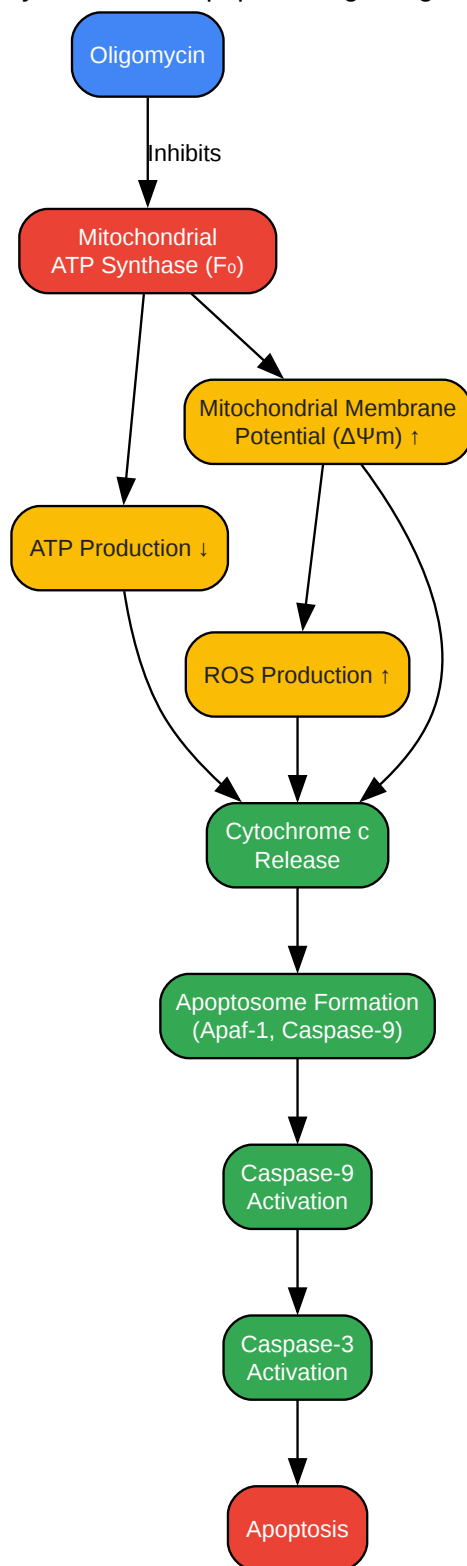 Oligomycin
Inhibits
Mitochondrial
ATP Synthase (F₀)
Mitochondrial Membrane
Potential (ΔΨm) ↑
ATP Production ↓
ROS Production ↑
Cytochrome c
Release
Apoptosome Formation
(Apaf-1, Caspase-9)
Caspase-9
Activation
Caspase-3
Activation
Apoptosis